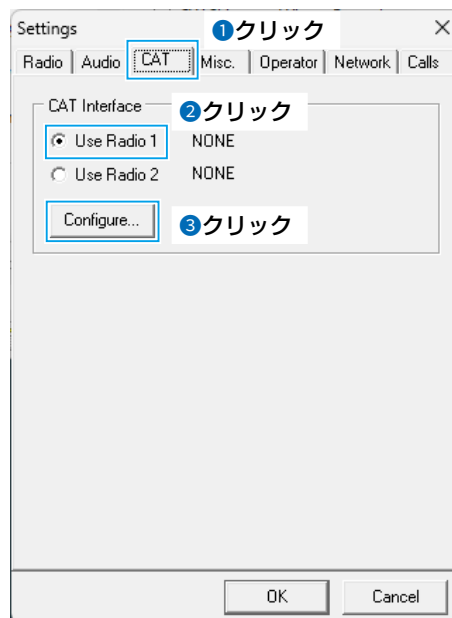 Settings
❶クリック
Radio Audio CAT Misc. Operator Network Calls
CAT Interface
❷クリック
Use Radio 1 NONE
Use Radio 2 NONE
Configure...
❸クリック
OK Cancel